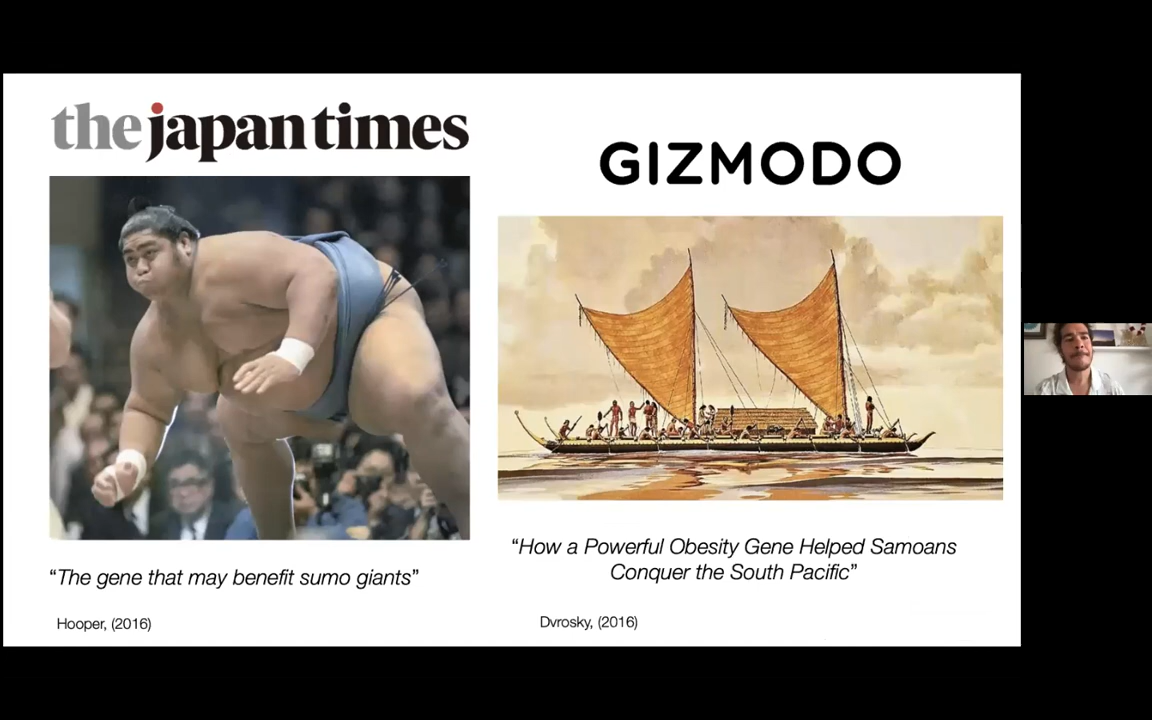 the japan times
GIZMODO
“The gene that may benefit sumo giants”
Hooper, (2016)
“How a Powerful Obesity Gene Helped Samoans
Conquer the South Pacific”
Dvrosky, (2016)